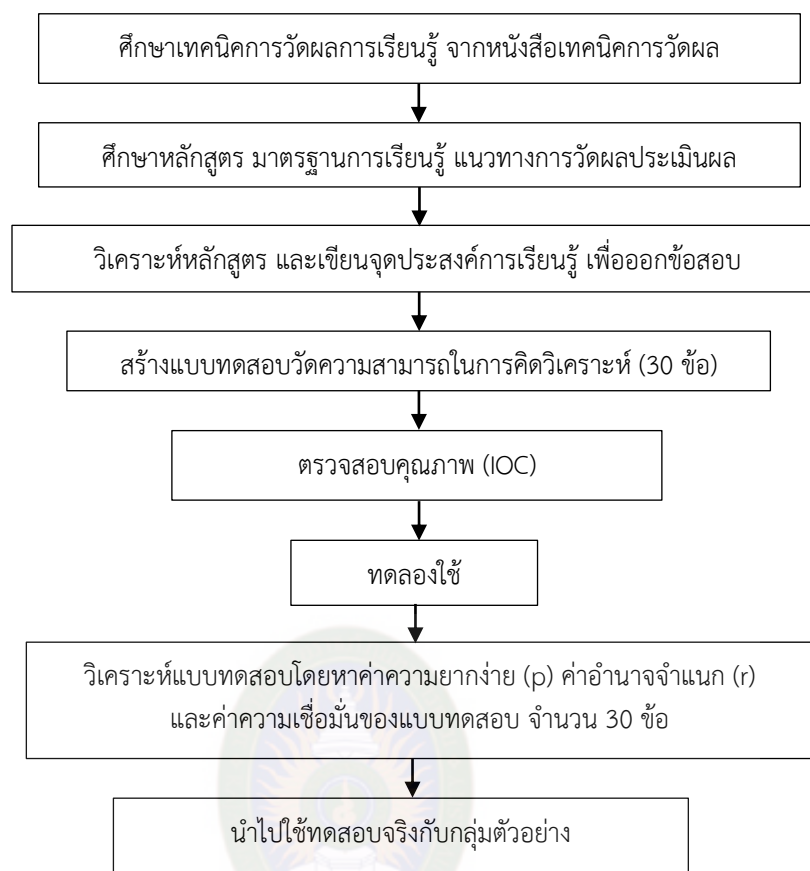 ศึกษาเทคนิคการวัดผลการเรียนรู้ จากหนังสือเทคนิคการวัดผล
ศึกษาหลักสูตร มาตรฐานการเรียนรู้ แนวทางการวัดผลประเมินผล
วิเคราะห์หลักสูตร และเขียนจุดประสงค์การเรียนรู้ เพื่อออกข้อสอบ
สร้างแบบทดสอบวัดความสามารถในการคิดวิเคราะห์ (30 ข้อ)
ตรวจสอบคุณภาพ (IOC)
ทดลองใช้
วิเคราะห์แบบทดสอบโดยหาค่าความยากง่าย (p) ค่าอำนาจจำแนก (r)
และค่าความเชื่อมั่นของแบบทดสอบ จำนวน 30 ข้อ
นำไปใช้ทดสอบจริงกับกลุ่มตัวอย่าง